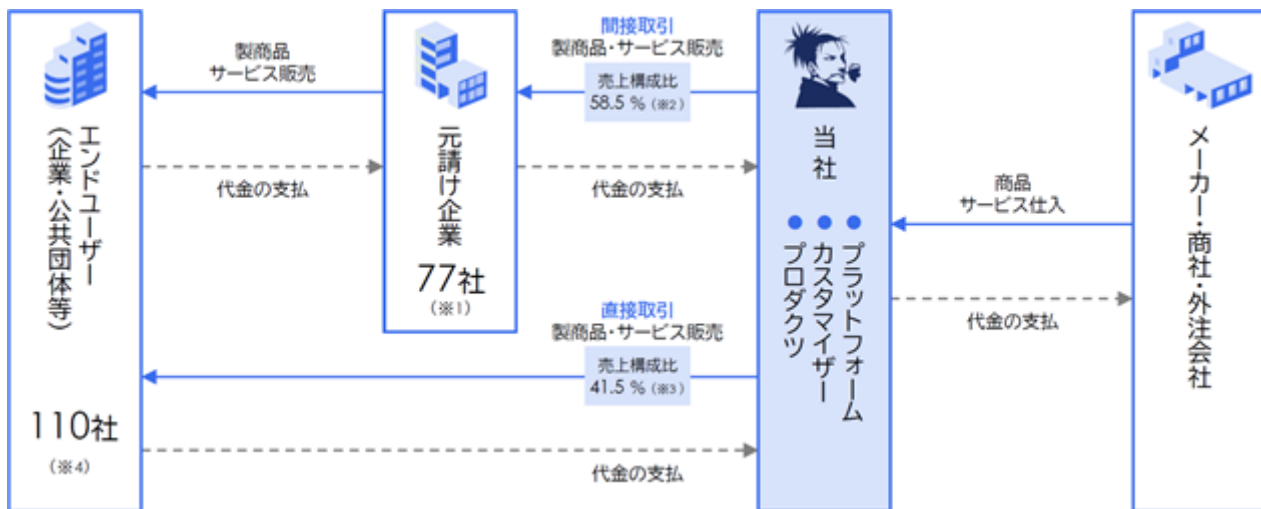 エンドユーザー
(企業・公共団体等)
110社
(※4)
製商品
サービス販売
代金の支払
元請け企業
77社
(※1)
間接取引
製商品・サービス販売
売上構成比
58.5 % (※2)
代金の支払
直接取引
製商品・サービス販売
売上構成比
41.5 % (※3)
代金の支払
当社
●プラットフォーム
●カスタマイザー
●プロダクツ
商品
サービス仕入
代金の支払
メーカー・商社・外注会社